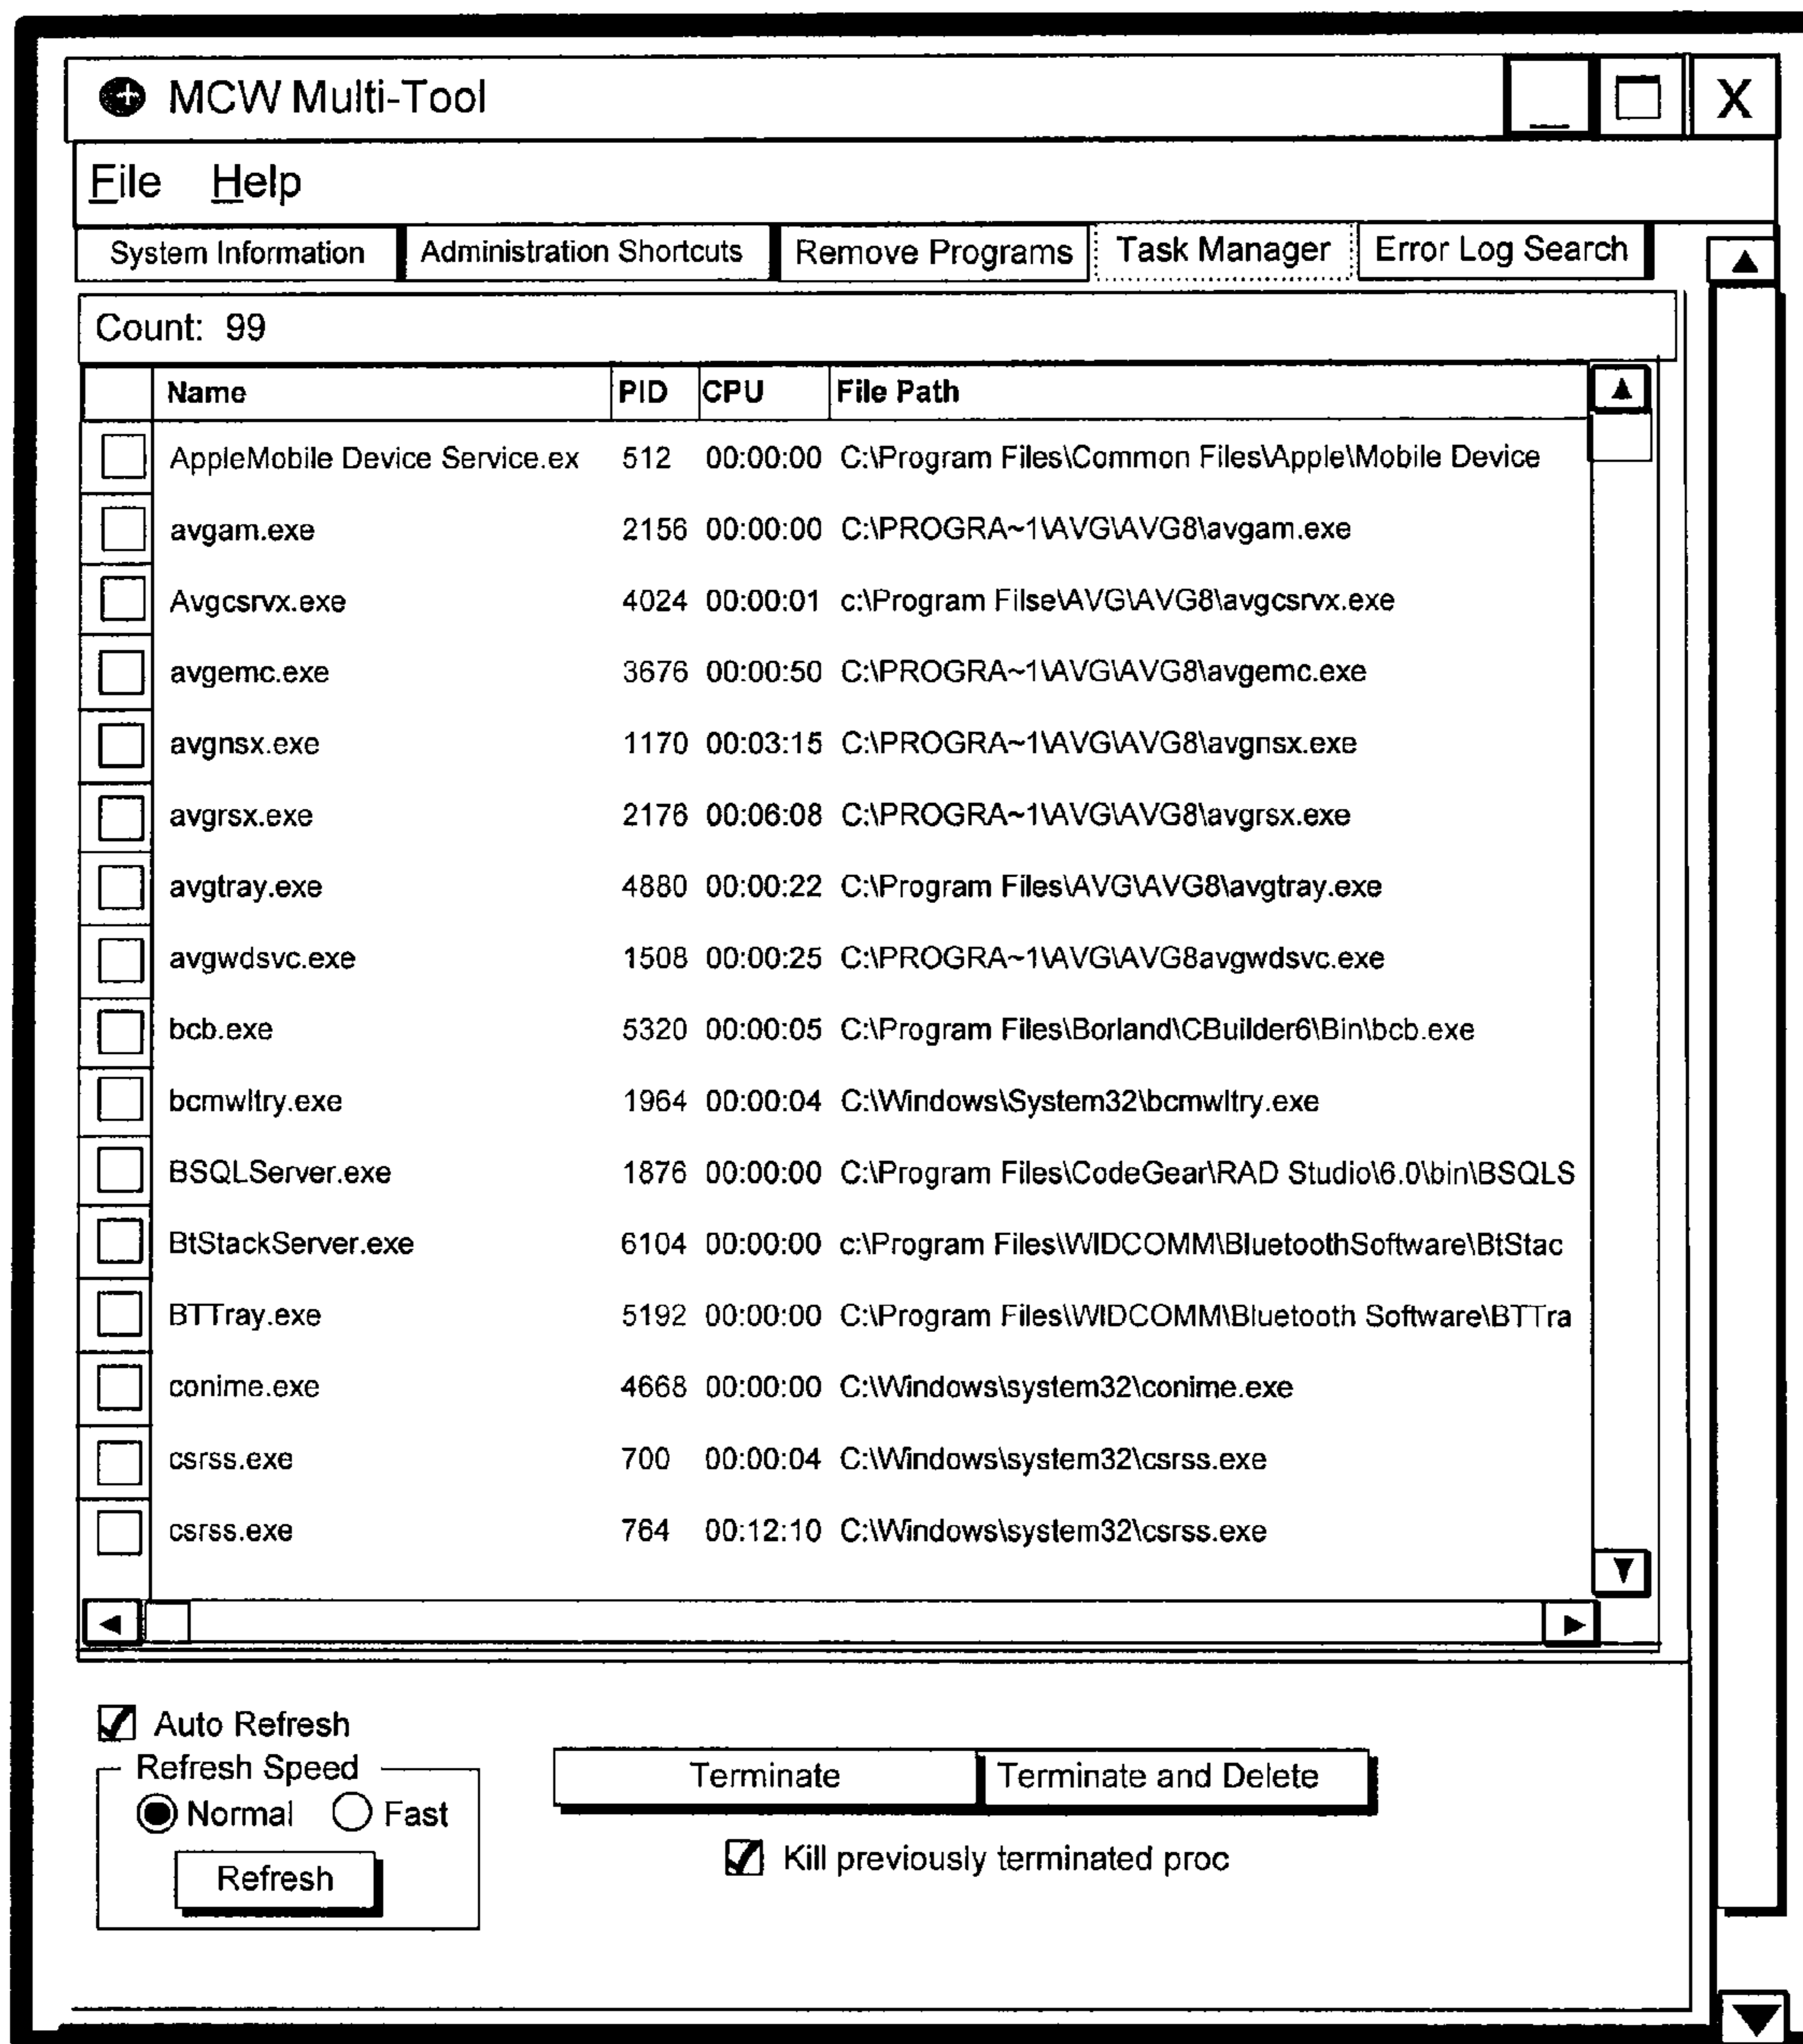 MCW Multi-Tool _ X
File Help
System Information Administration Shortcuts Remove Programs Task Manager Error Log Search
Count: 99
Name PID CPU File Path
AppleMobile Device Service.ex 512 00:00:00 C:\Program Files\Common Files\Apple\Mobile Device
avgam.exe 2156 00:00:00 C:\PROGRA~1\AVG\AVG8\avgam.exe
Avgcsrvx.exe 4024 00:00:01 c:\Program Filse\AVG\AVG8\avgcsrvx.exe
avgemc.exe 3676 00:00:50 C:\PROGRA~1\AVG\AVG8\avgemc.exe
avgnsx.exe 1170 00:03:15 C:\PROGRA~1\AVG\AVG8\avgnsx.exe
avgrsx.exe 2176 00:06:08 C:\PROGRA~1\AVG\AVG8\avgrsx.exe
avgtray.exe 4880 00:00:22 C:\Program Files\AVG\AVG8\avgtray.exe
avgwdsvc.exe 1508 00:00:25 C:\PROGRA~1\AVG\AVG8avgwdsvc.exe
bcb.exe 5320 00:00:05 C:\Program Files\Borland\CBuilder6\Bin\bcb.exe
bcmwltry.exe 1964 00:00:04 C:\Windows\System32\bcmwltry.exe
BSQLServer.exe 1876 00:00:00 C:\Program Files\CodeGear\RAD Studio\6.0\bin\BSQLS
BtStackServer.exe 6104 00:00:00 c:\Program Files\WIDCOMM\BluetoothSoftware\BtStac
BTTray.exe 5192 00:00:00 C:\Program Files\WIDCOMM\Bluetooth Software\BTTra
conime.exe 4668 00:00:00 C:\Windows\system32\conime.exe
csrss.exe 700 00:00:04 C:\Windows\system32\csrss.exe
csrss.exe 764 00:12:10 C:\Windows\system32\csrss.exe
Auto Refresh
Refresh Speed
Terminate Terminate and Delete
Normal Fast
Kill previously terminated proc
Refresh